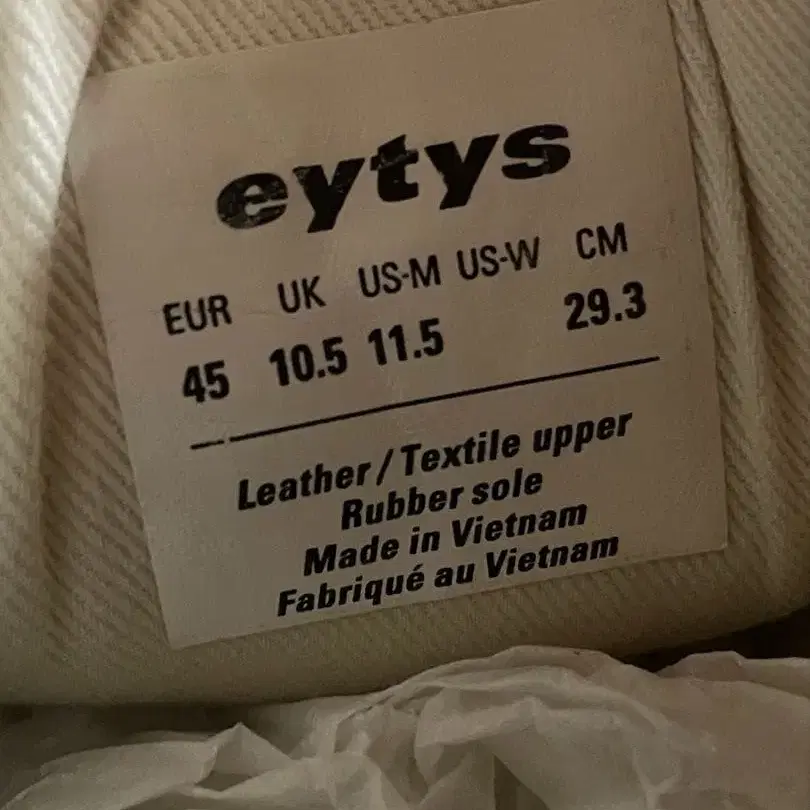 eytys
EUR UK US-M US-W CM
45 10.5 11.5 29.3
Leather / Textile upper
Rubber sole
Made in Vietnam
Fabriqué au Vietnam